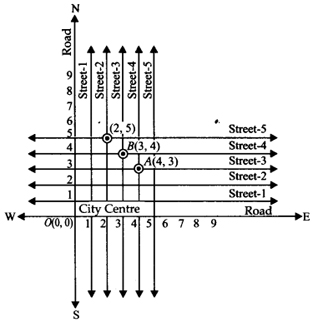 N
Road
Street-1
Street-2
Street-3
Street-4
Street-5
9
8
7
6
5
4
3
2
1
(2, 5)
B(3, 4)
A(4, 3)
Street-5
Street-4
Street-3
Street-2
Street-1
City Centre
Road
W
E
O(0, 0)
1 2 3 4 5 6 7 8 9
S